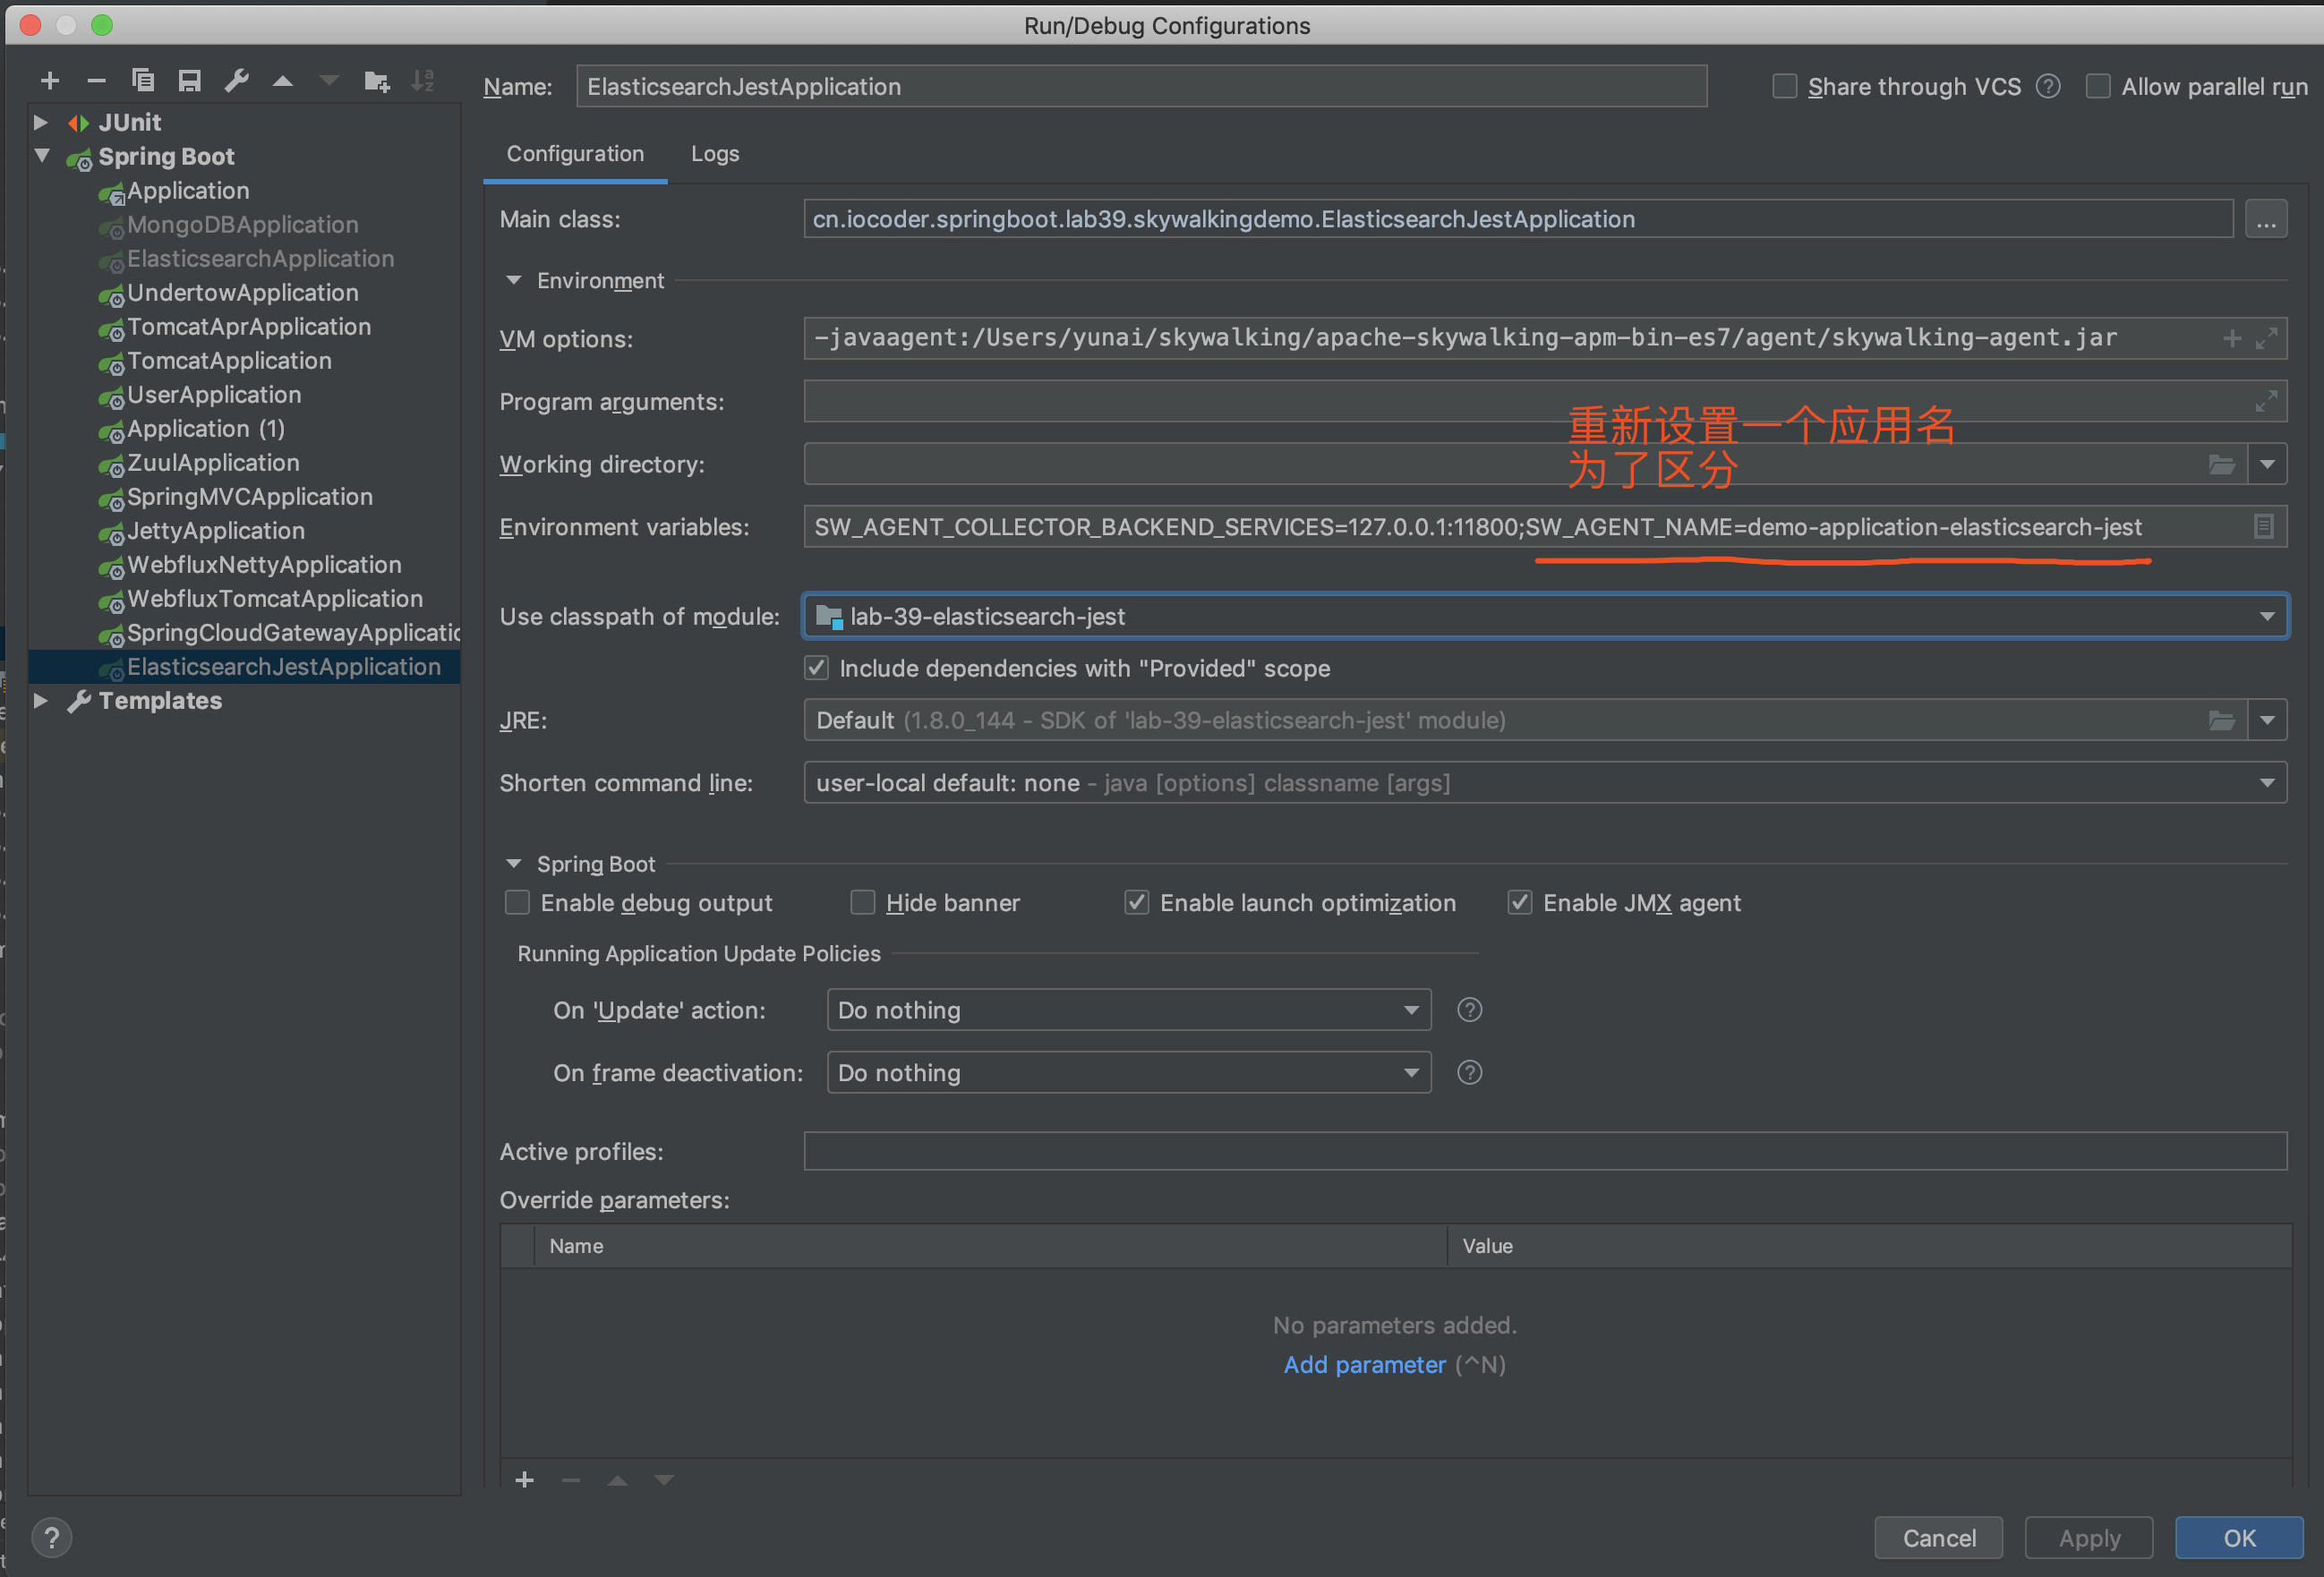 Run/Debug Configurations
Name: ElasticsearchJestApplication
Share through VCS
Allow parallel run
JUnit
Spring Boot
Application
MongoDBApplication
ElasticsearchApplication
UndertowApplication
TomcatAprApplication
TomcatApplication
UserApplication
Application (1)
ZuulApplication
SpringMVCApplication
JettyApplication
WebfluxNettyApplication
WebfluxTomcatApplication
SpringCloudGatewayApplicatic
ElasticsearchJestApplication
Templates
Configuration
Logs
Main class: cn.iocoder.springboot.lab39.skywalkingdemo.ElasticsearchJestApplication ...
Environment
VM options: -javaagent:/Users/yunai/skywalking/apache-skywalking-apm-bin-es7/agent/skywalking-agent.jar
Program arguments:
重新设置一个应用名
Working directory:
为了区分
Environment variables: SW_AGENT_COLLECTOR_BACKEND_SERVICES=127.0.0.1:11800;SW_AGENT_NAME=demo-application-elasticsearch-jest
Use classpath of module: lab-39-elasticsearch-jest
Include dependencies with "Provided" scope
JRE: Default (1.8.0_144 - SDK of 'lab-39-elasticsearch-jest' module)
Shorten command line: user-local default: none - java [options] classname [args]
Spring Boot
Enable debug output
Hide banner
Enable launch optimization
Enable JMX agent
Running Application Update Policies
On 'Update' action: Do nothing
On frame deactivation: Do nothing
Active profiles:
Override parameters:
Name
Value
No parameters added.
Add parameter (^N)
Cancel
Apply
OK